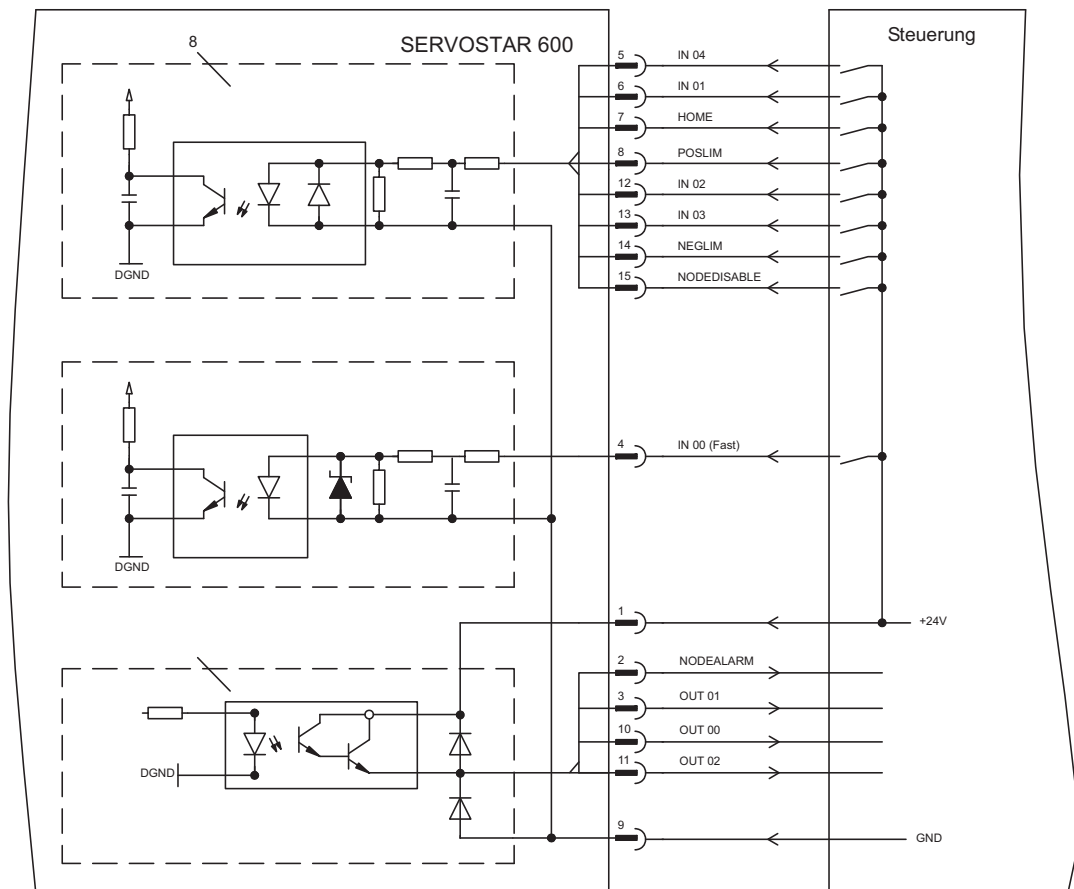 8
SERVOSTAR 600
Steuerung
5 IN 04
6 IN 01
7 HOME
8 POSLIM
12 IN 02
13 IN 03
14 NEGLIM
15 NODEDISABLE
DGND
4 IN 00 (Fast)
DGND
1 +24V
2 NODEALARM
3 OUT 01
10 OUT 00
11 OUT 02
DGND
9 GND